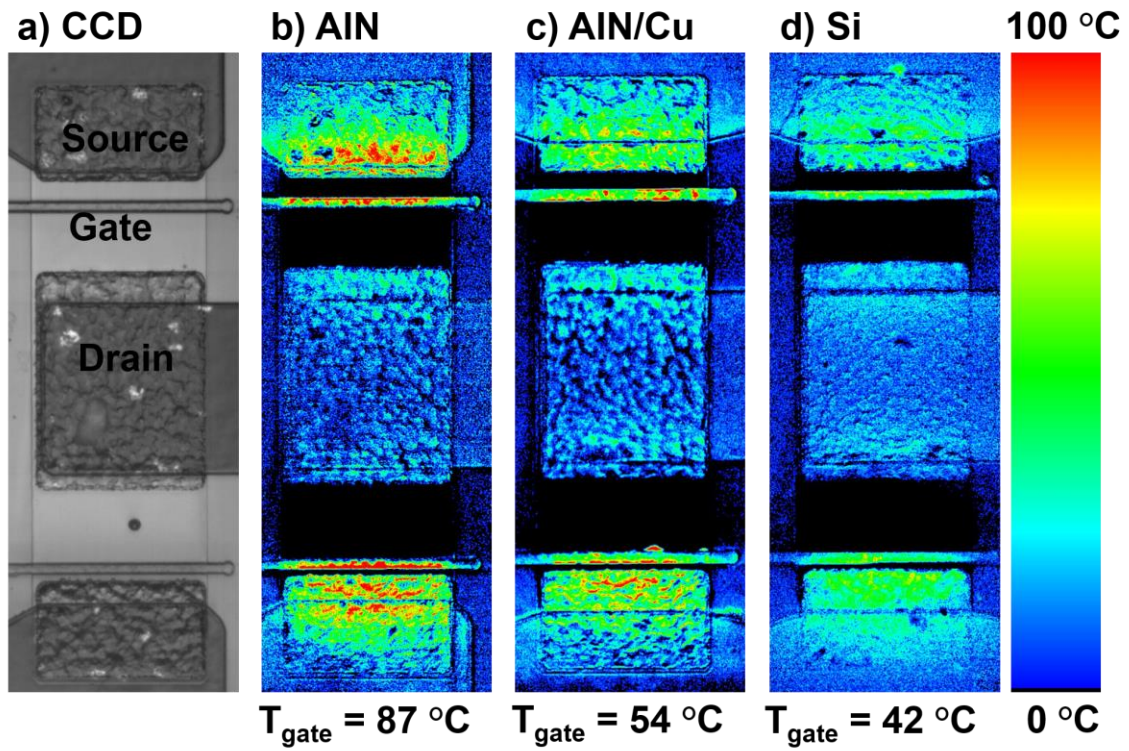 a) CCD
b) AlN
c) AlN/Cu
d) Si
100 °C
Source
Gate
Drain
T_gate = 87 °C
T_gate = 54 °C
T_gate = 42 °C
0 °C